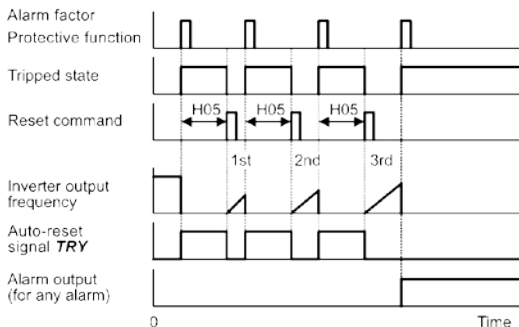 Alarm factor
Protective function
Tripped state
H05 H05 H05
Reset command
1st 2nd 3rd
Inverter output
frequency
Auto-reset
signal TRY
Alarm output
(for any alarm)
0 Time